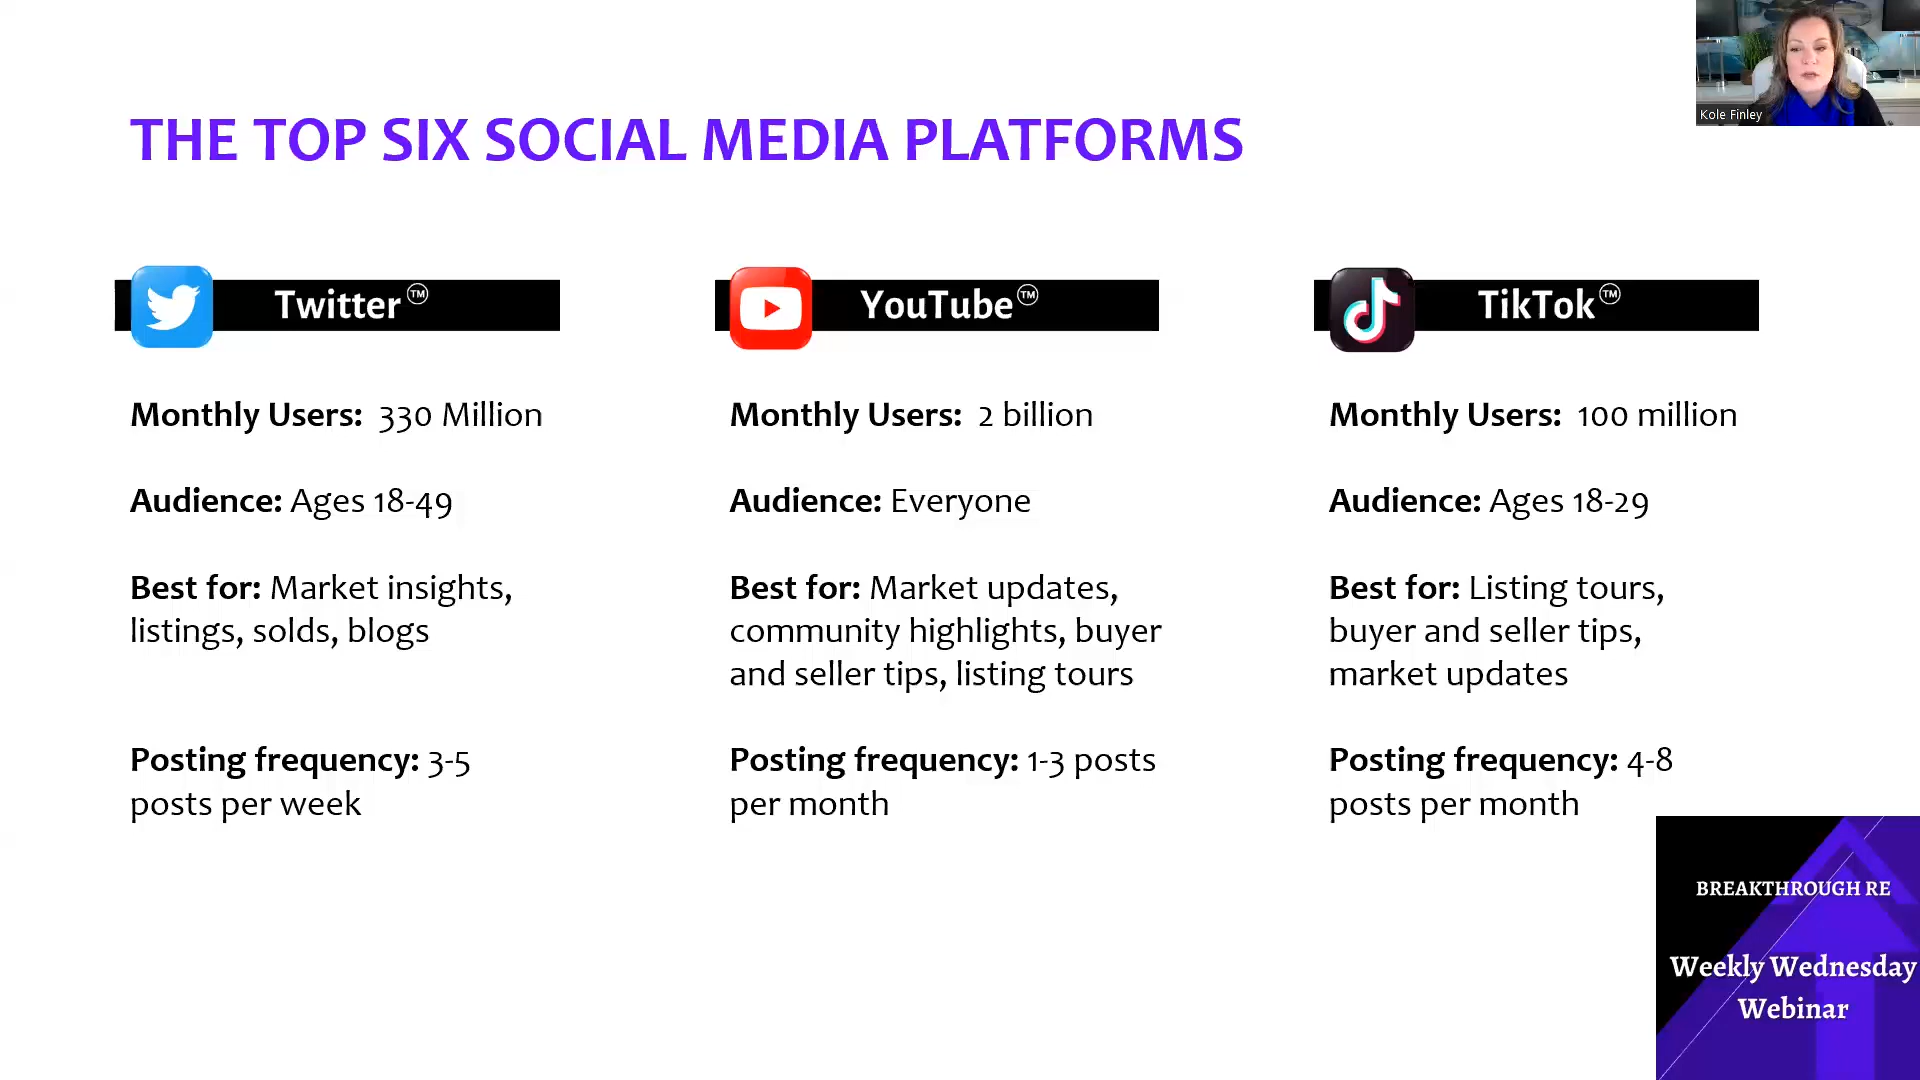 Kole Finley
THE TOP SIX SOCIAL MEDIA PLATFORMS
Twitter™
Monthly Users: 330 Million
Audience: Ages 18-49
Best for: Market insights,
listings, solds, blogs
Posting frequency: 3-5
posts per week
YouTube™
Monthly Users: 2 billion
Audience: Everyone
Best for: Market updates,
community highlights, buyer
and seller tips, listing tours
Posting frequency: 1-3 posts
per month
TikTok™
Monthly Users: 100 million
Audience: Ages 18-29
Best for: Listing tours,
buyer and seller tips,
market updates
Posting frequency: 4-8
posts per month
BREAKTHROUGH RE
Weekly Wednesday
Webinar